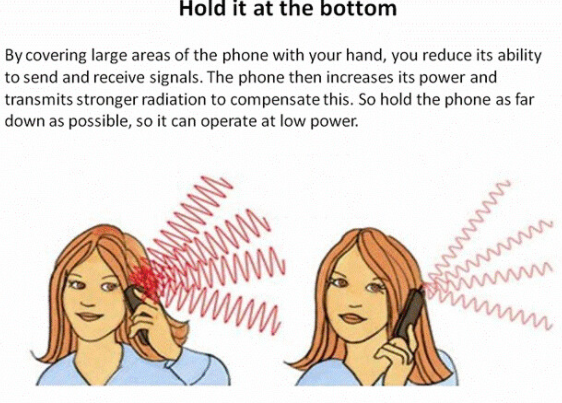 Hold it at the bottom
By covering large areas of the phone with your hand, you reduce its ability
to send and receive signals. The phone then increases its power and
transmits stronger radiation to compensate this. So hold the phone as far
down as possible, so it can operate at low power.